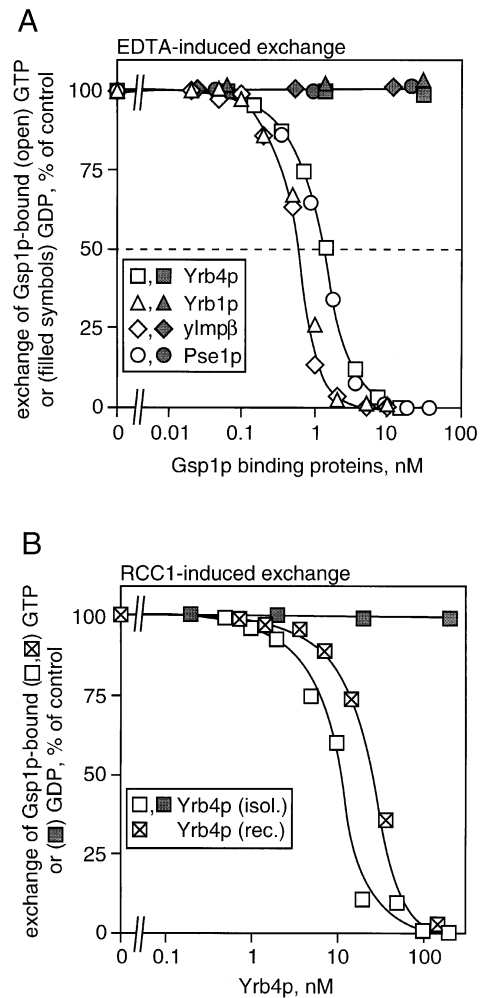 A
EDTA-induced exchange
exchange of Gsp1p-bound (open) GTP
or (filled symbols) GDP, % of control
100
75
50
25
0
, Yrb4p
, Yrb1p
, yImpβ
, Pse1p
0 0.01 0.1 1 10 100
Gsp1p binding proteins, nM
B
RCC1-induced exchange
exchange of Gsp1p-bound (□,☒) GTP
or (■) GDP, % of control
100
75
50
25
0
, Yrb4p (isol.)
Yrb4p (rec.)
0 0.1 1 10 100
Yrb4p, nM